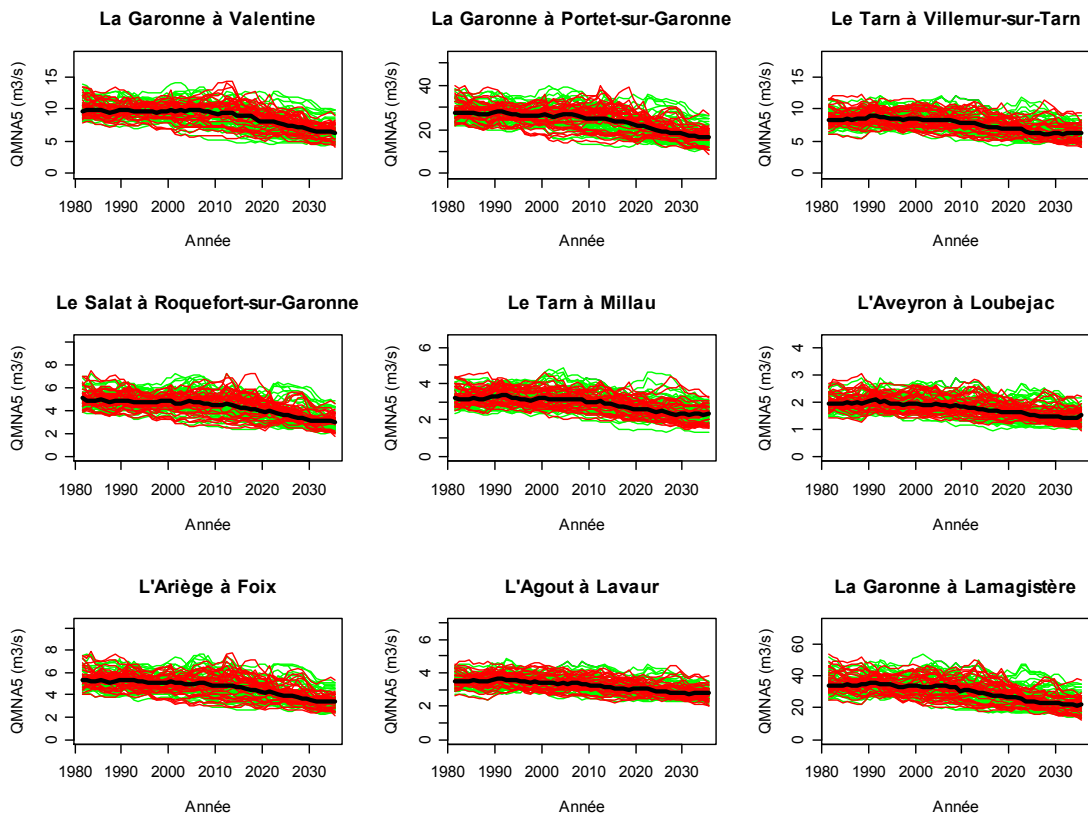 La Garonne à Valentine
QMNA5 (m3/s)
0 5 10 15
1980 1990 2000 2010 2020 2030
Année
La Garonne à Portet-sur-Garonne
QMNA5 (m3/s)
0 20 40
1980 1990 2000 2010 2020 2030
Année
Le Tarn à Villemur-sur-Tarn
QMNA5 (m3/s)
0 5 10 15
1980 1990 2000 2010 2020 2030
Année
Le Salat à Roquefort-sur-Garonne
QMNA5 (m3/s)
0 2 4 6 8
1980 1990 2000 2010 2020 2030
Année
Le Tarn à Millau
QMNA5 (m3/s)
0 2 4 6
1980 1990 2000 2010 2020 2030
Année
L'Aveyron à Loubejac
QMNA5 (m3/s)
0 1 2 3 4
1980 1990 2000 2010 2020 2030
Année
L'Ariège à Foix
QMNA5 (m3/s)
0 2 4 6 8
1980 1990 2000 2010 2020 2030
Année
L'Agout à Lavaur
QMNA5 (m3/s)
0 2 4 6
1980 1990 2000 2010 2020 2030
Année
La Garonne à Lamagistère
QMNA5 (m3/s)
0 20 40 60
1980 1990 2000 2010 2020 2030
Année